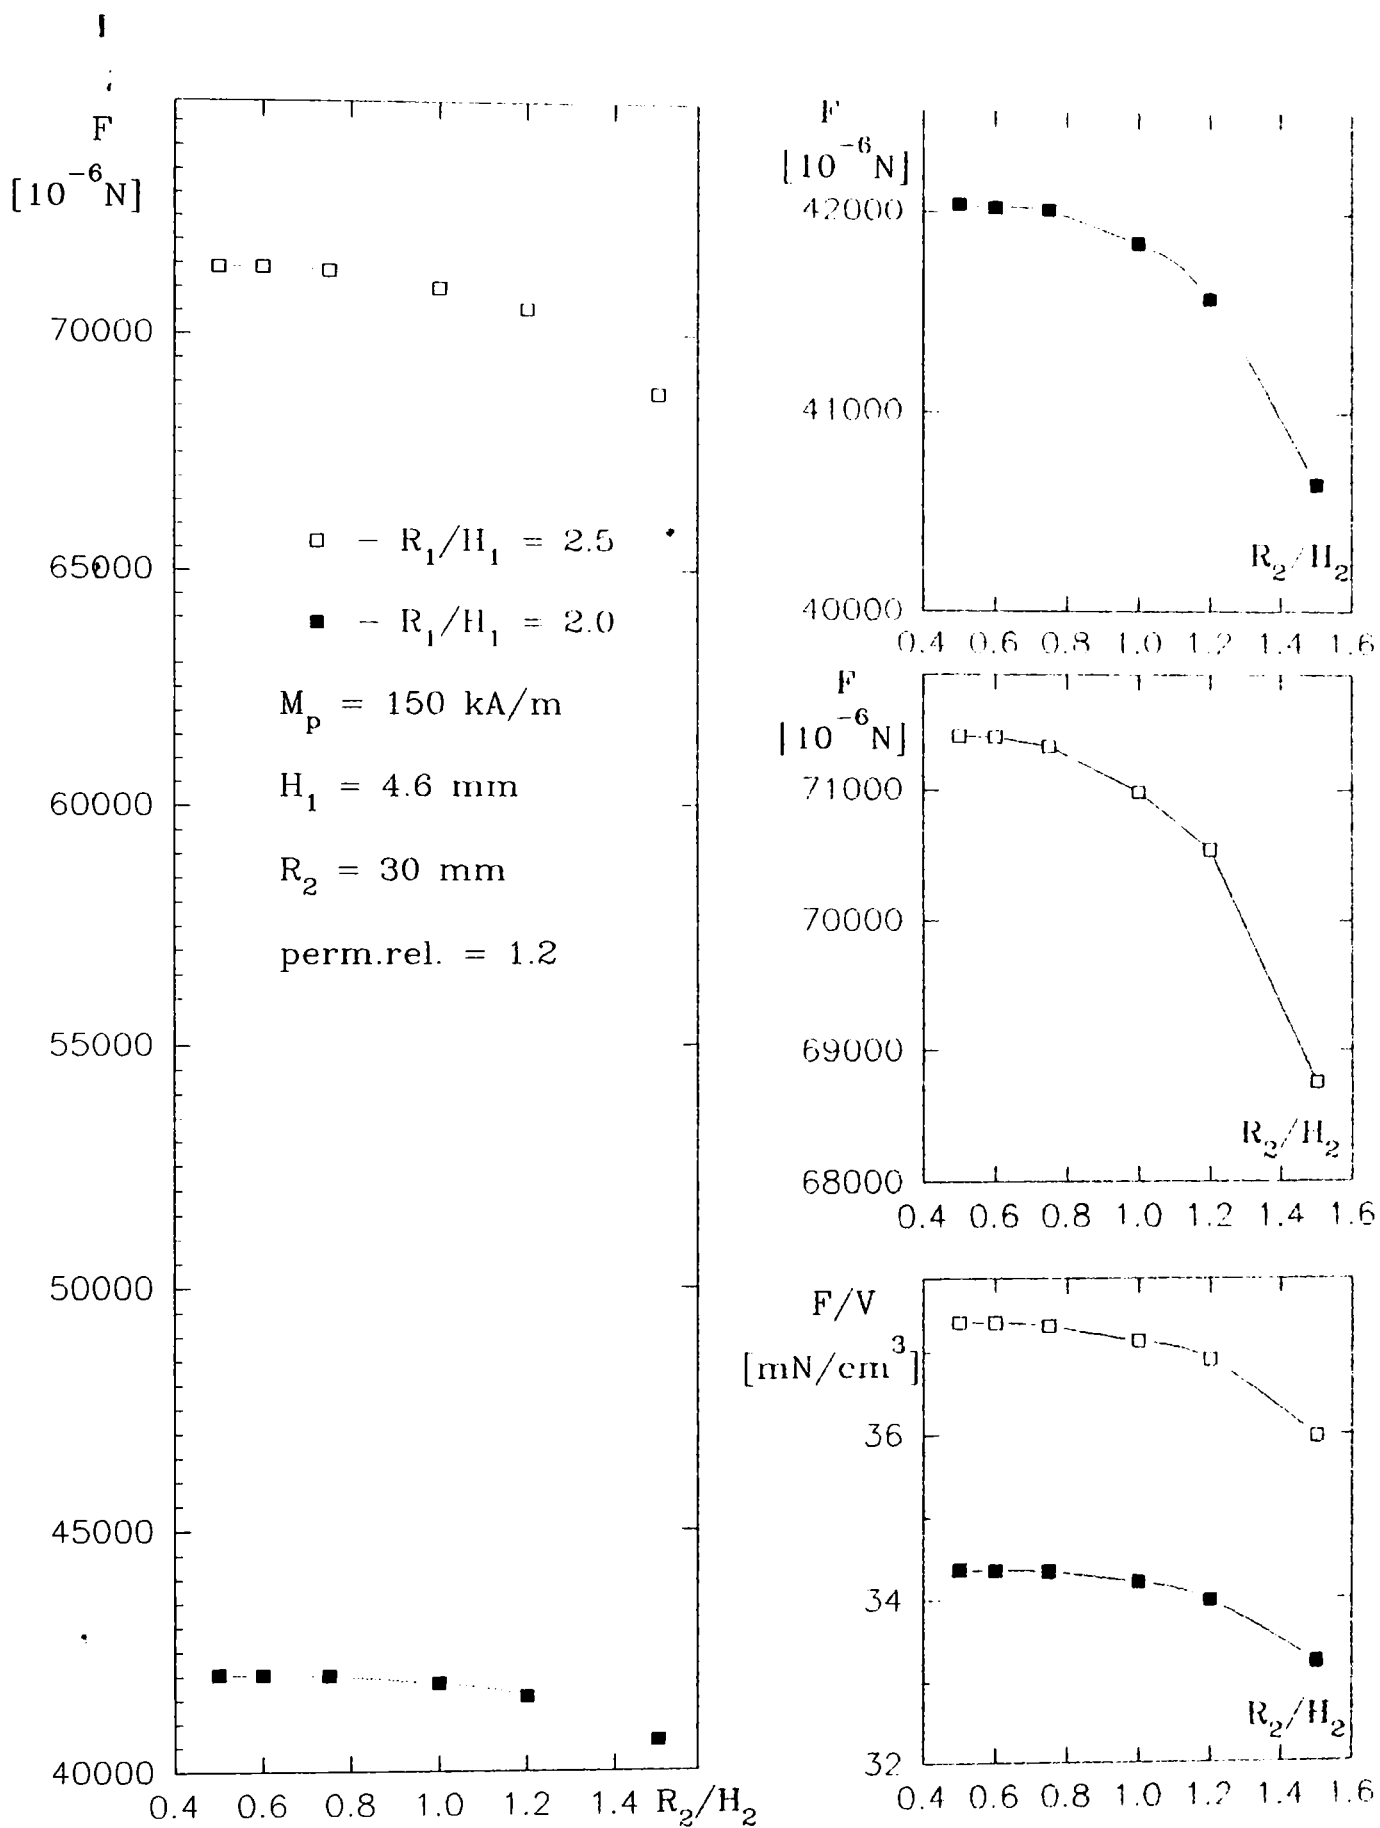 F
[10⁻⁶N]
70000
65000
60000
55000
50000
45000
40000
0.4 0.6 0.8 1.0 1.2 1.4 R₂/H₂
□ – R₁/H₁ = 2.5
■ – R₁/H₁ = 2.0
Mₚ = 150 kA/m
H₁ = 4.6 mm
R₂ = 30 mm
perm.rel. = 1.2
F
[10⁻⁶N]
42000
41000
40000
R₂/H₂
0.4 0.6 0.8 1.0 1.2 1.4 1.6
F
[10⁻⁶N]
71000
70000
69000
68000
R₂/H₂
0.4 0.6 0.8 1.0 1.2 1.4 1.6
F/V
[mN/cm³]
36
34
32
R₂/H₂
0.4 0.6 0.8 1.0 1.2 1.4 1.6